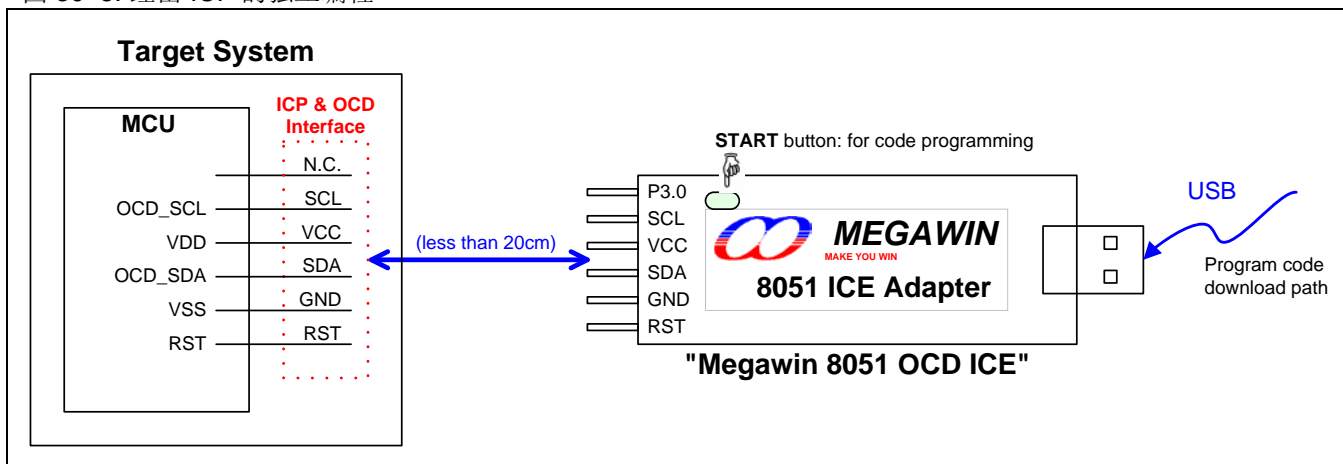 Target System
MCU
ICP & OCD
Interface
N.C.
OCD_SCL
SCL
VDD
VCC
OCD_SDA
SDA
VSS
GND
RST
RST
(less than 20cm)
START button: for code programming
P3.0
SCL
VCC
SDA
GND
RST
MEGAWIN
MAKE YOU WIN
8051 ICE Adapter
"Megawin 8051 OCD ICE"
USB
Program code
download path